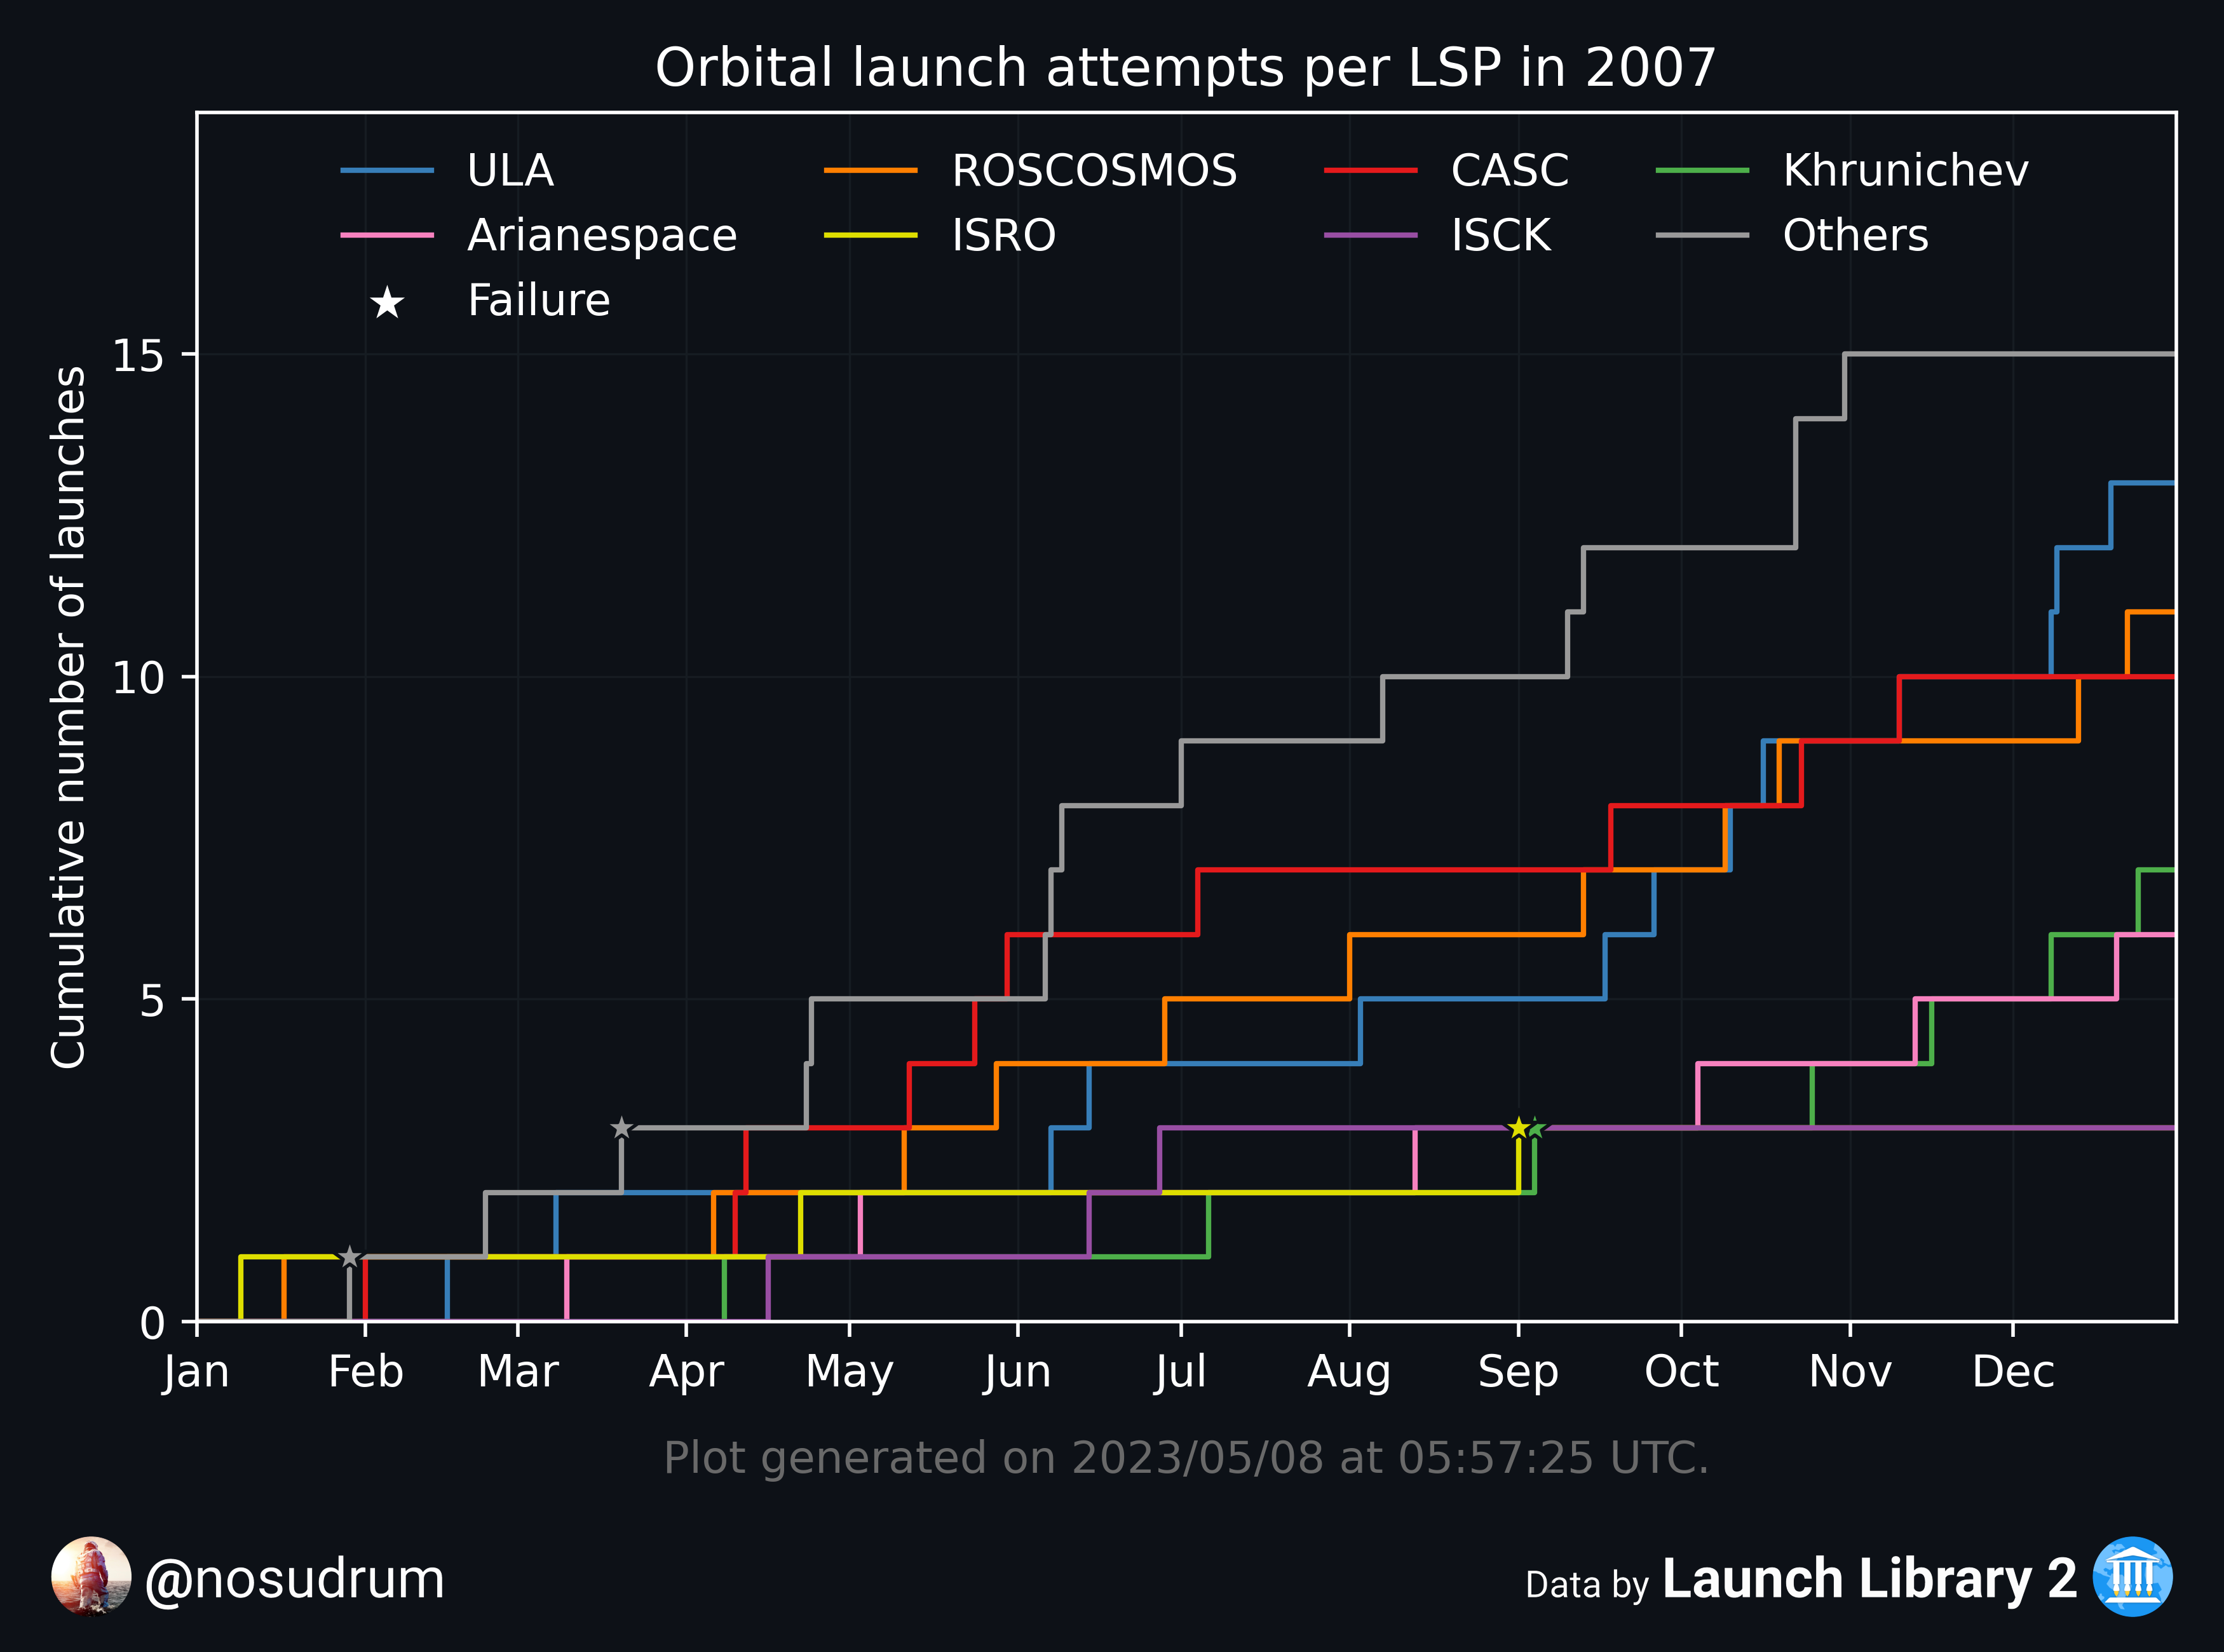 Orbital launch attempts per LSP in 2007
ULA ROSCOSMOS CASC Khrunichev
Arianespace ISRO ISCK Others
Failure
Cumulative number of launches
15
10
5
0
Jan Feb Mar Apr May Jun Jul Aug Sep Oct Nov Dec
Plot generated on 2023/05/08 at 05:57:25 UTC.
@nosudrum
Data by Launch Library 2